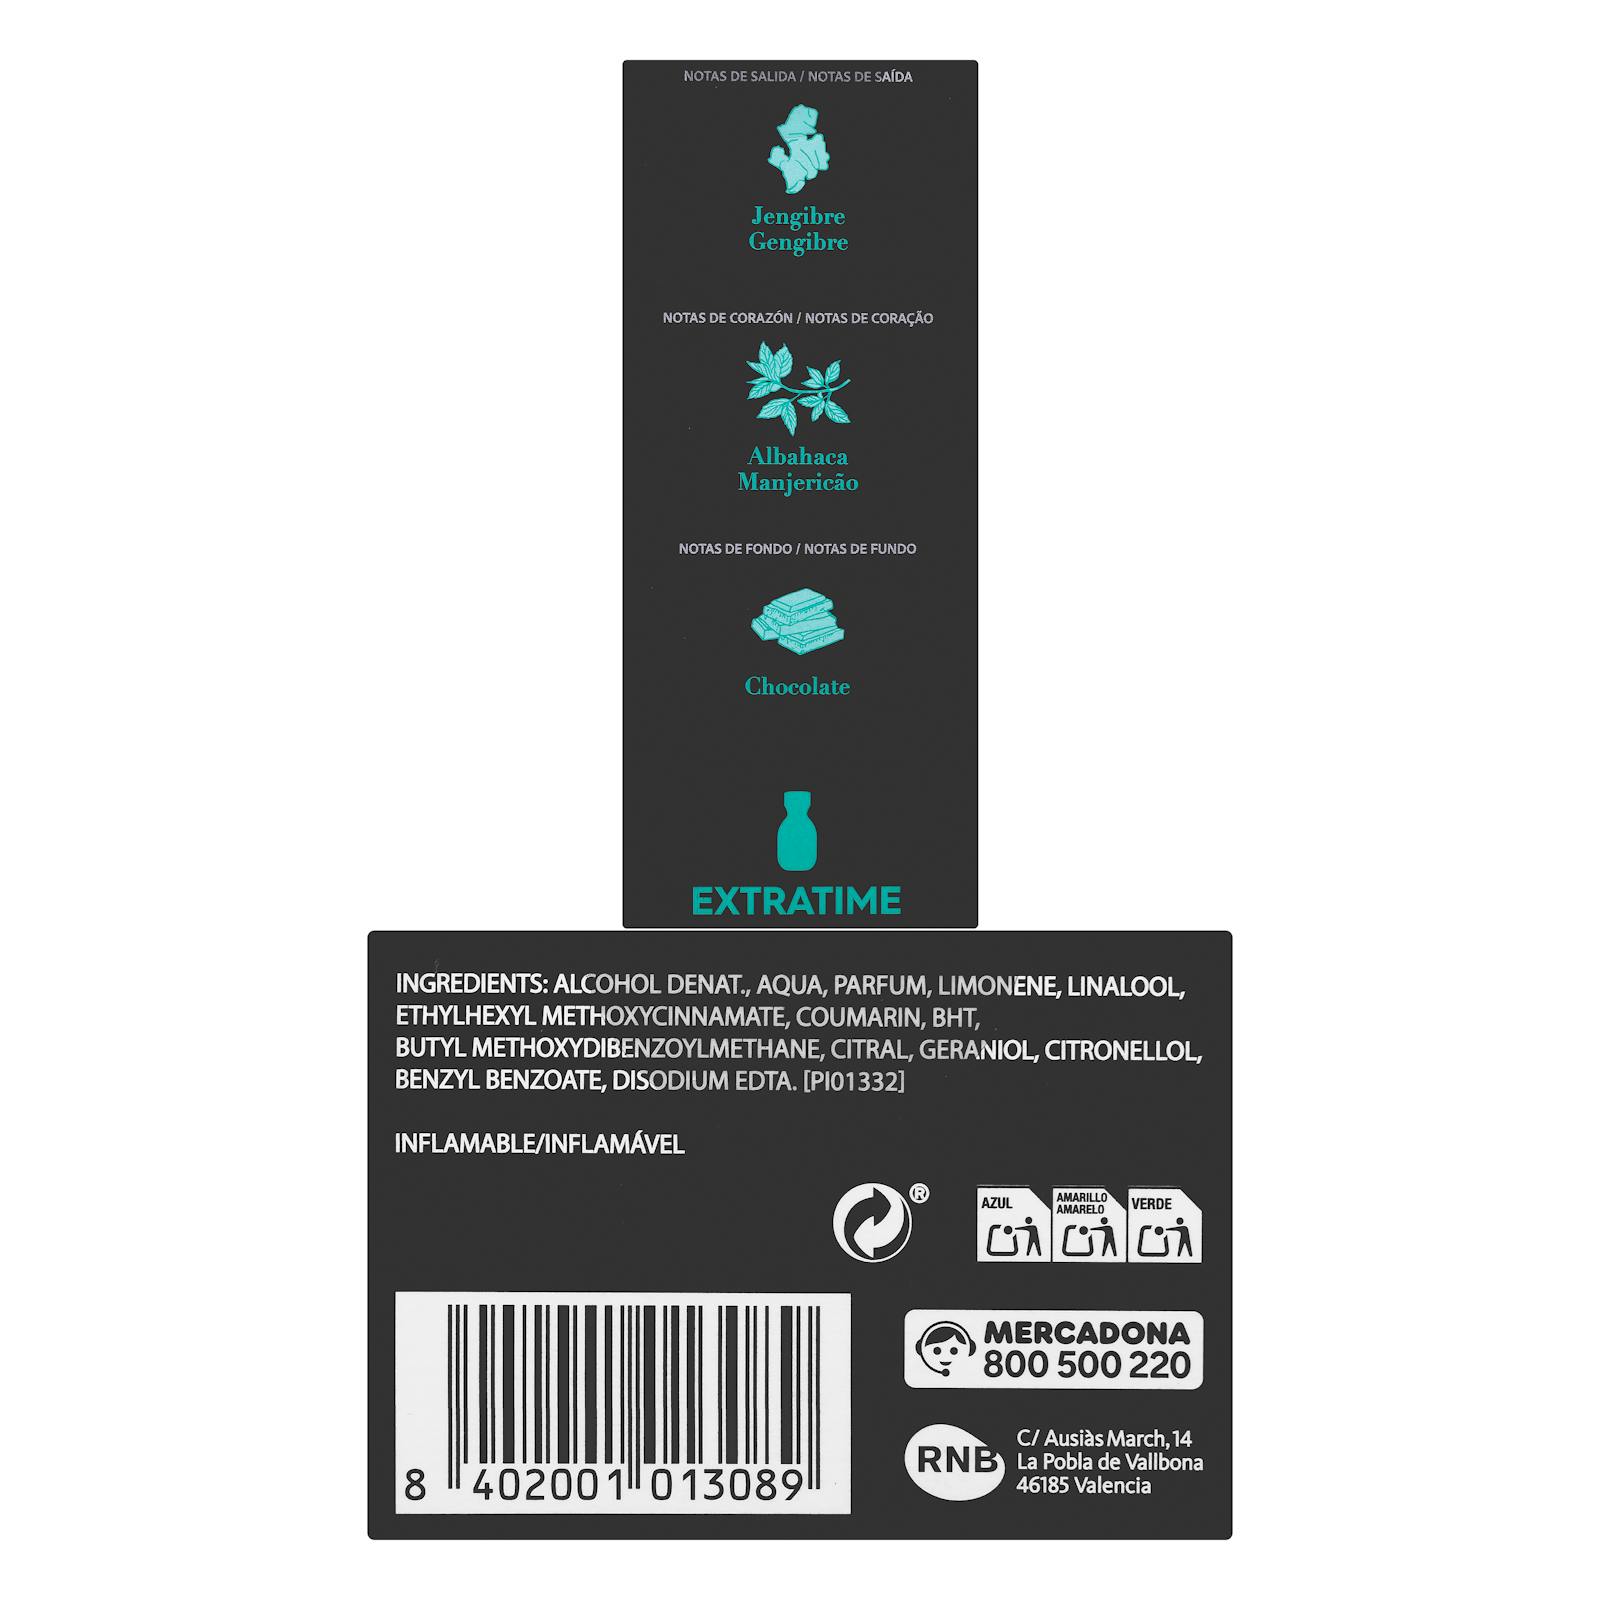 NOTAS DE SALIDA / NOTAS DE SAÍDA
Jengibre
Gengibre
NOTAS DE CORAZÓN / NOTAS DE CORAÇÃO
Albahaca
Manjericão
NOTAS DE FONDO / NOTAS DE FUNDO
Chocolate
EXTRATIME
INGREDIENTS: ALCOHOL DENAT., AQUA, PARFUM, LIMONENE, LINALOOL,
ETHYLHEXYL METHOXYCINNAMATE, COUMARIN, BHT,
BUTYL METHOXYDIBENZOYLMETHANE, CITRAL, GERANIOL, CITRONELLOL,
BENZYL BENZOATE, DISODIUM EDTA. [PI01332]
INFLAMABLE/INFLAMÁVEL
®
AZUL
AMARILLO
AMARELO
VERDE
MERCADONA
800 500 220
8 402001 013089
RNB
C/ Ausiàs March, 14
La Pobla de Vallbona
46185 Valencia